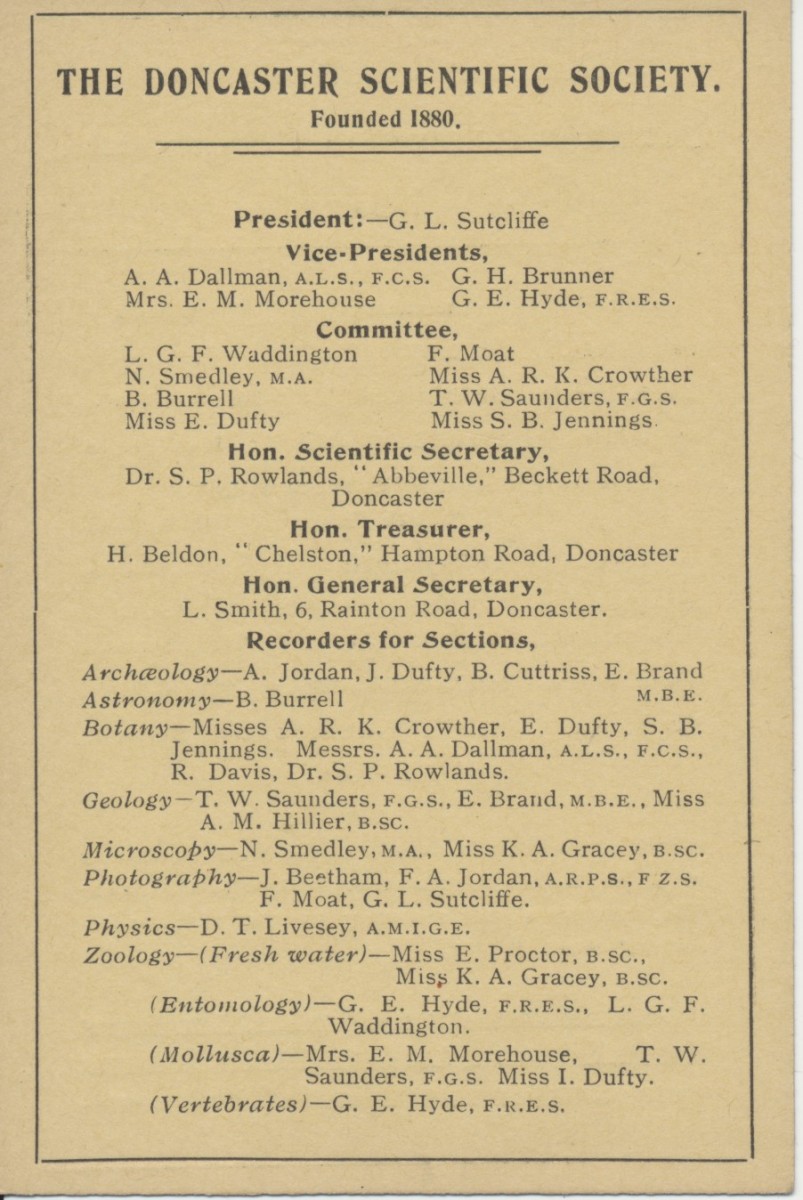 THE DONCASTER SCIENTIFIC SOCIETY.
Founded 1880.
President:—G. L. Sutcliffe
Vice-Presidents,
A. A. Dallman, A.L.S., F.C.S. G. H. Brunner
Mrs. E. M. Morehouse G. E. Hyde, F.R.E.S.
Committee,
L. G. F. Waddington F. Moat
N. Smedley, M.A. Miss A. R. K. Crowther
B. Burrell T. W. Saunders, F.G.S.
Miss E. Dufty Miss S. B. Jennings.
Hon. Scientific Secretary,
Dr. S. P. Rowlands, "Abbeville," Beckett Road,
Doncaster
Hon. Treasurer,
H. Beldon, "Chelston," Hampton Road, Doncaster
Hon. General Secretary,
L. Smith, 6, Rainton Road, Doncaster.
Recorders for Sections,
Archæology—A. Jordan, J. Dufty, B. Cuttriss, E. Brand
Astronomy—B. Burrell M.B.E.
Botany—Misses A. R. K. Crowther, E. Dufty, S. B.
Jennings. Messrs. A. A. Dallman, A.L.S., F.C.S.,
R. Davis, Dr. S. P. Rowlands.
Geology—T. W. Saunders, F.G.S., E. Brand, M.B.E., Miss
A. M. Hillier, B.SC.
Microscopy—N. Smedley, M.A., Miss K. A. Gracey, B.SC.
Photography—J. Beetham, F. A. Jordan, A.R.P.S., F Z.S.
F. Moat, G. L. Sutcliffe.
Physics—D. T. Livesey, A.M.I.G.E.
Zoology—(Fresh water)—Miss E. Proctor, B.SC.,
Miss K. A. Gracey, B.SC.
(Entomology)—G. E. Hyde, F.R.E.S., L. G. F.
Waddington.
(Mollusca)—Mrs. E. M. Morehouse, T. W.
Saunders, F.G.S. Miss I. Dufty.
(Vertebrates)—G. E. Hyde, F.R.E.S.